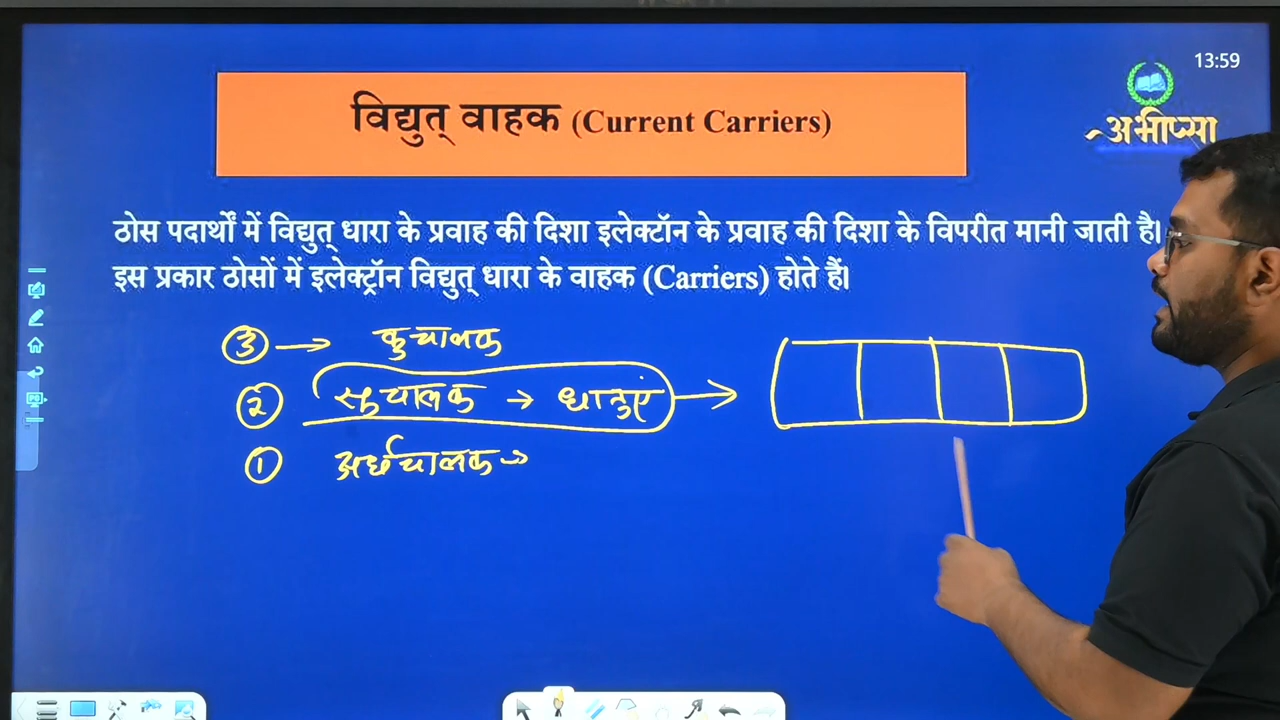 13:59
विद्युत् वाहक (Current Carriers)
अभीप्सा
ठोस पदार्थों में विद्युत् धारा के प्रवाह की दिशा इलेक्टॉन के प्रवाह की दिशा के विपरीत मानी जाती है।
इस प्रकार ठोसों में इलेक्ट्रॉन विद्युत् धारा के वाहक (Carriers) होते हैं।
③ → कुचालक
② सुचालक → धातुएं →
① अर्धचालक →